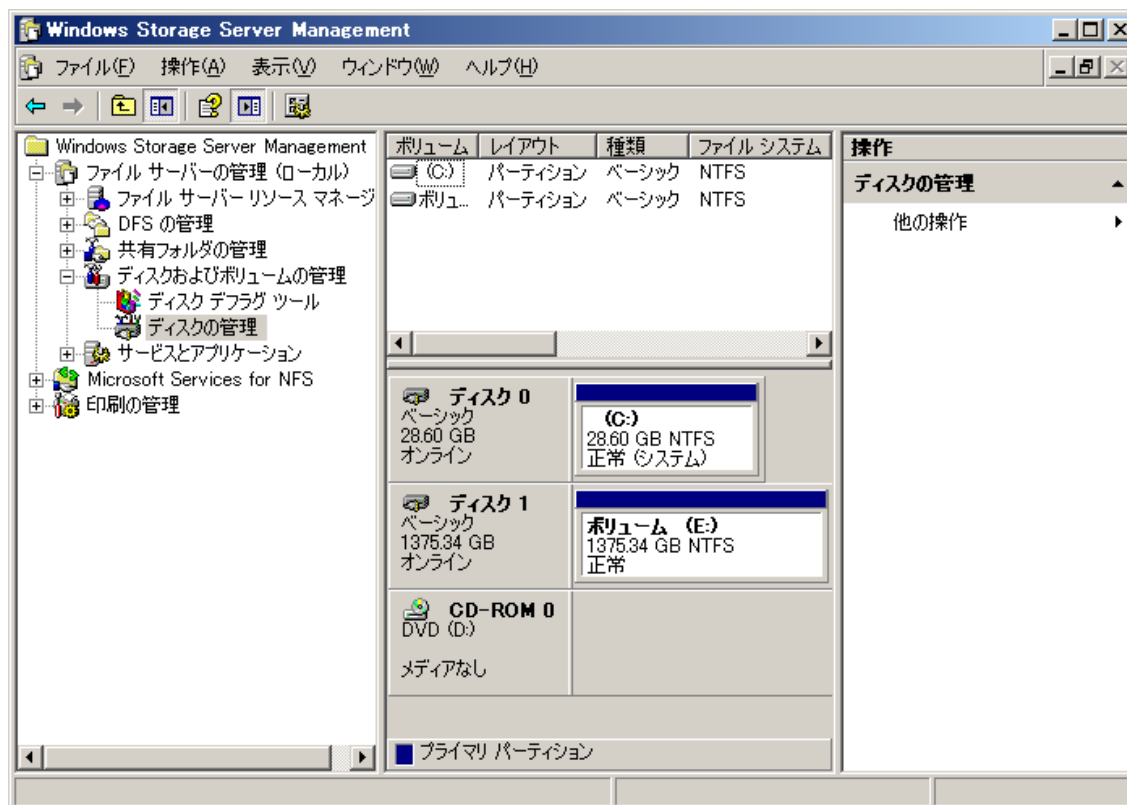 Windows Storage Server Management
ファイル(F) 操作(A) 表示(V) ウィンドウ(W) ヘルプ(H)
Windows Storage Server Management
ファイル サーバーの管理 (ローカル)
ファイル サーバー リソース マネージ
DFS の管理
共有フォルダの管理
ディスクおよびボリュームの管理
ディスク デフラグ ツール
ディスクの管理
サービスとアプリケーション
Microsoft Services for NFS
印刷の管理
ボリューム レイアウト 種類 ファイル システム
(C:) パーティション ベーシック NTFS
ボリュ... パーティション ベーシック NTFS
ディスク 0
ベーシック
28.60 GB
オンライン
(C:)
28.60 GB NTFS
正常 (システム)
ディスク 1
ベーシック
1375.34 GB
オンライン
ボリューム (E:)
1375.34 GB NTFS
正常
CD-ROM 0
DVD (D:)
メディアなし
プライマリ パーティション
操作
ディスクの管理
他の操作